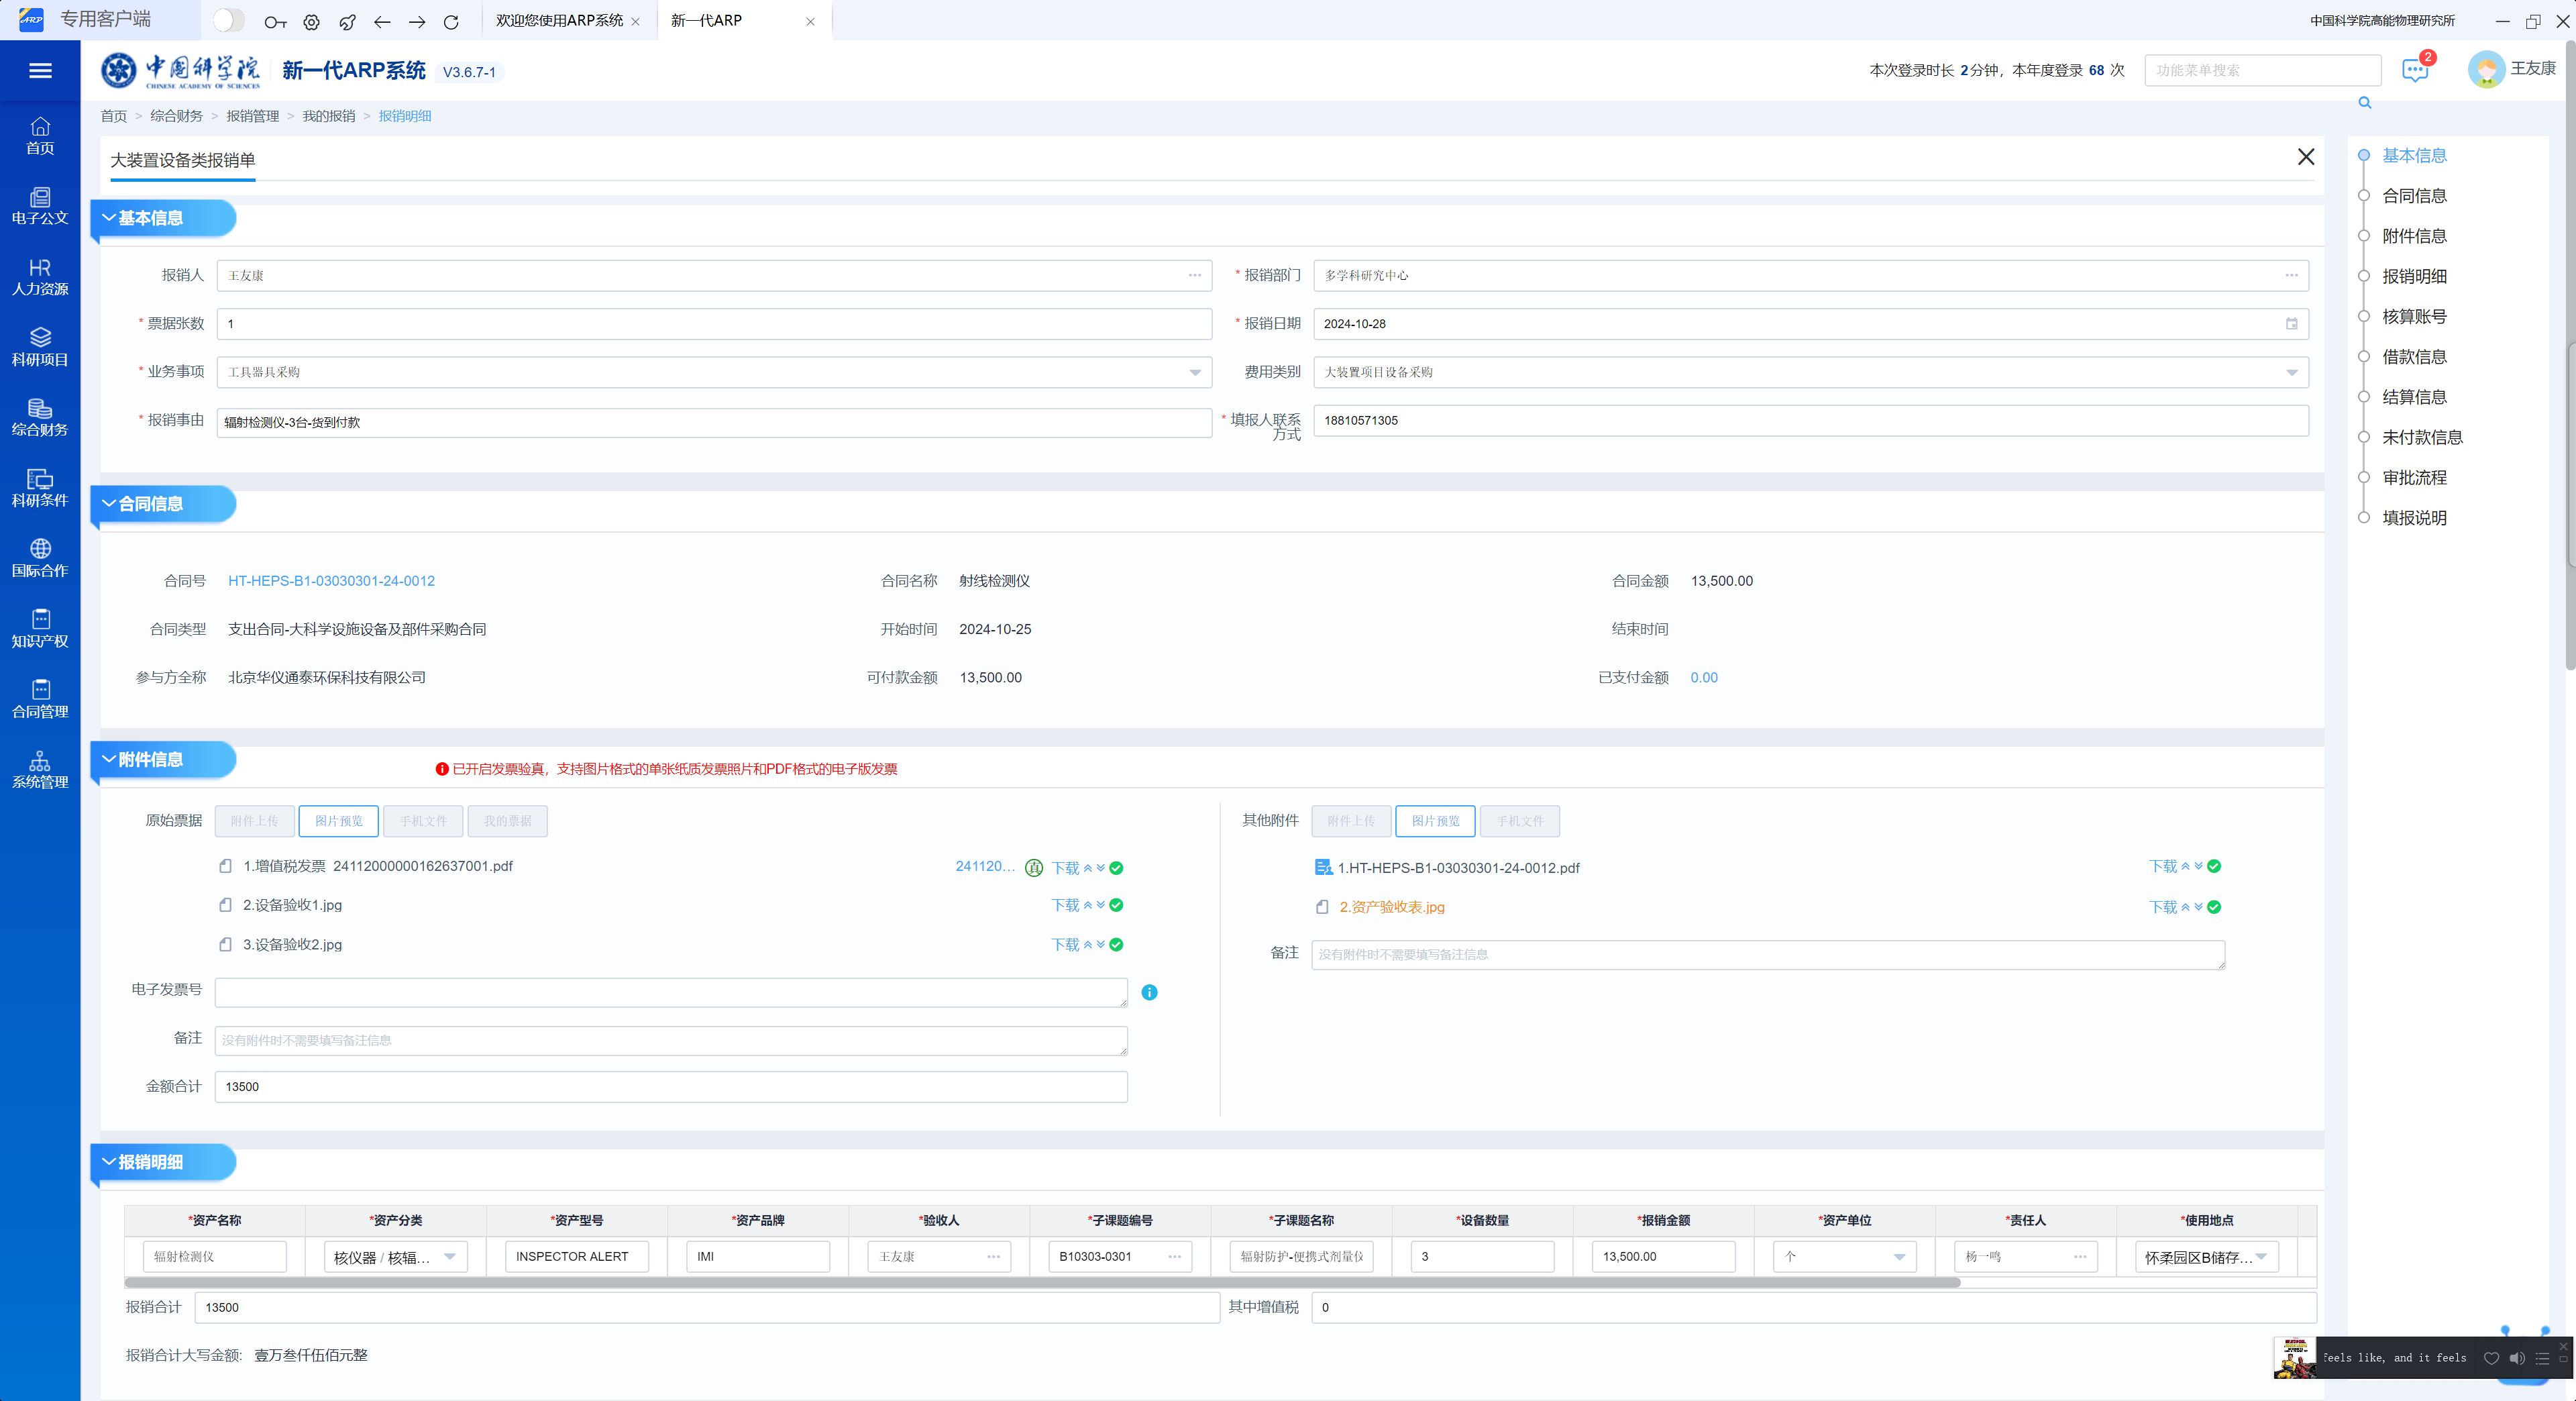 ARP 专用客户端
欢迎您使用ARP系统
新一代ARP
中国科学院高能物理研究所
中国科学院
CHINESE ACADEMY OF SCIENCES
新一代ARP系统 V3.6.7-1
本次登录时长 2分钟，本年度登录 68 次
功能菜单搜索
2
王友康
首页
电子公文
HR
人力资源
科研项目
综合财务
科研条件
国际合作
知识产权
合同管理
系统管理
首页 > 综合财务 > 报销管理 > 我的报销 > 报销明细
大装置设备类报销单
基本信息
报销人 王友康
* 报销部门 多学科研究中心
* 票据张数 1
* 报销日期 2024-10-28
* 业务事项 工具器具采购
费用类别 大装置项目设备采购
* 报销事由 辐射检测仪-3台-货到付款
* 填报人联系方式 18810571305
合同信息
合同号 HT-HEPS-B1-03030301-24-0012
合同名称 射线检测仪
合同金额 13,500.00
合同类型 支出合同-大科学设施设备及部件采购合同
开始时间 2024-10-25
结束时间
参与方全称 北京华仪通泰环保科技有限公司
可付款金额 13,500.00
已支付金额 0.00
附件信息
已开启发票验真，支持图片格式的单张纸质发票照片和PDF格式的电子版发票
原始票据 附件上传 图片预览 手机文件 我的票据
1.增值税发票 24112000000162637001.pdf 241120... 真 下载
2.设备验收1.jpg 下载
3.设备验收2.jpg 下载
电子发票号
备注 没有附件时不需要填写备注信息
金额合计 13500
其他附件 附件上传 图片预览 手机文件
1.HT-HEPS-B1-03030301-24-0012.pdf 下载
2.资产验收表.jpg 下载
备注 没有附件时不需要填写备注信息
报销明细
*资产名称 *资产分类 *资产型号 *资产品牌 *验收人 *子课题编号 *子课题名称 *设备数量 *报销金额 *资产单位 *责任人 *使用地点
辐射检测仪 核仪器 / 核辐... INSPECTOR ALERT IMI 王友康 B10303-0301 辐射防护-便携式剂量仪 3 13,500.00 个 杨一鸣 怀柔园区B储存...
报销合计 13500
其中增值税 0
报销合计大写金额: 壹万叁仟伍佰元整
基本信息
合同信息
附件信息
报销明细
核算账号
借款信息
结算信息
未付款信息
审批流程
填报说明
feels like, and it feels